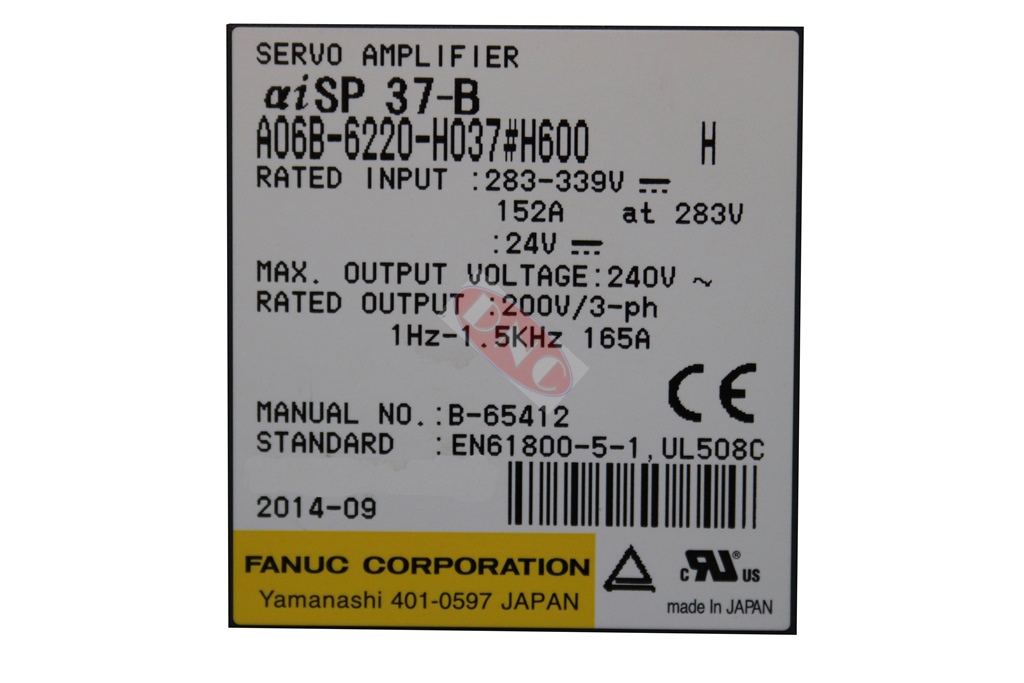 SERVO AMPLIFIER
αiSP 37-B
A06B-6220-H037#H600 H
RATED INPUT :283-339V ⎓
152A at 283V
:24V ⎓
MAX. OUTPUT VOLTAGE:240V ~
RATED OUTPUT :200V/3-ph
1Hz-1.5KHz 165A
DNC
CE
MANUAL NO.:B-65412
STANDARD :EN61800-5-1,UL508C
2014-09
FANUC CORPORATION
Yamanashi 401-0597 JAPAN
c RU® US
made In JAPAN